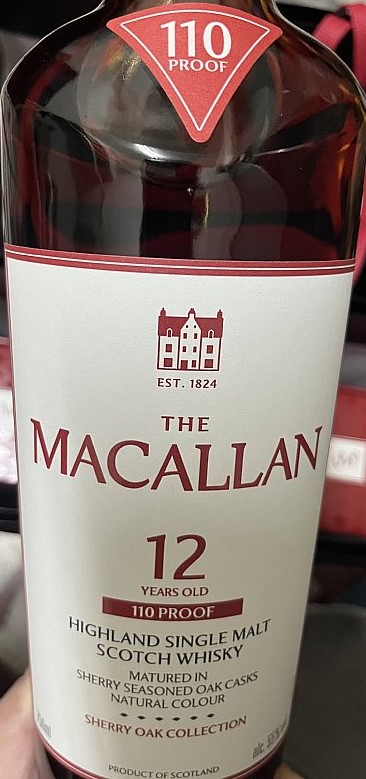 110
PROOF
EST. 1824
THE
MACALLAN
12
YEARS OLD
110 PROOF
HIGHLAND SINGLE MALT
SCOTCH WHISKY
MATURED IN
SHERRY SEASONED OAK CASKS
NATURAL COLOUR
SHERRY OAK COLLECTION
PRODUCT OF SCOTLAND